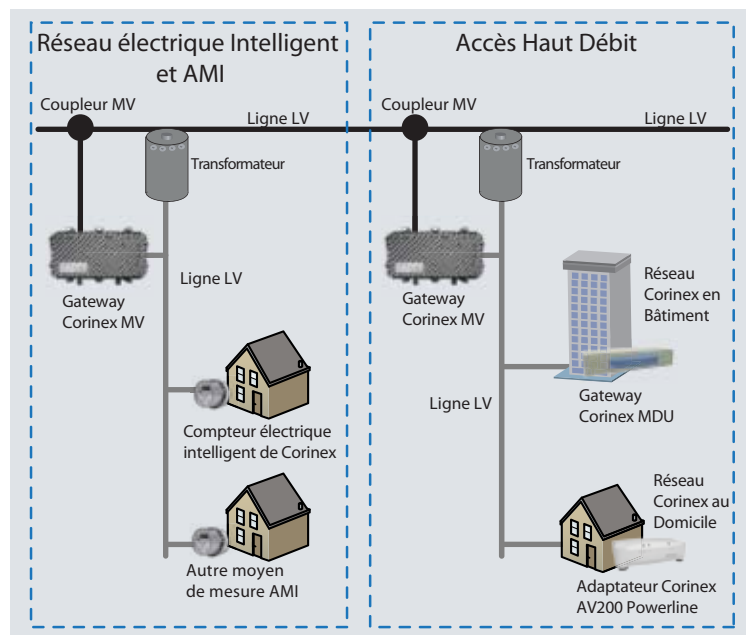 Réseau électrique Intelligent
et AMI
Coupleur MV
Ligne LV
Transformateur
Gateway
Corinex MV
Ligne LV
Compteur électrique
intelligent de Corinex
Autre moyen
de mesure AMI
Accès Haut Débit
Coupleur MV
Ligne LV
Transformateur
Gateway
Corinex MV
Réseau
Corinex en
Bâtiment
Gateway
Corinex MDU
Ligne LV
Réseau
Corinex au
Domicile
Adaptateur Corinex
AV200 Powerline